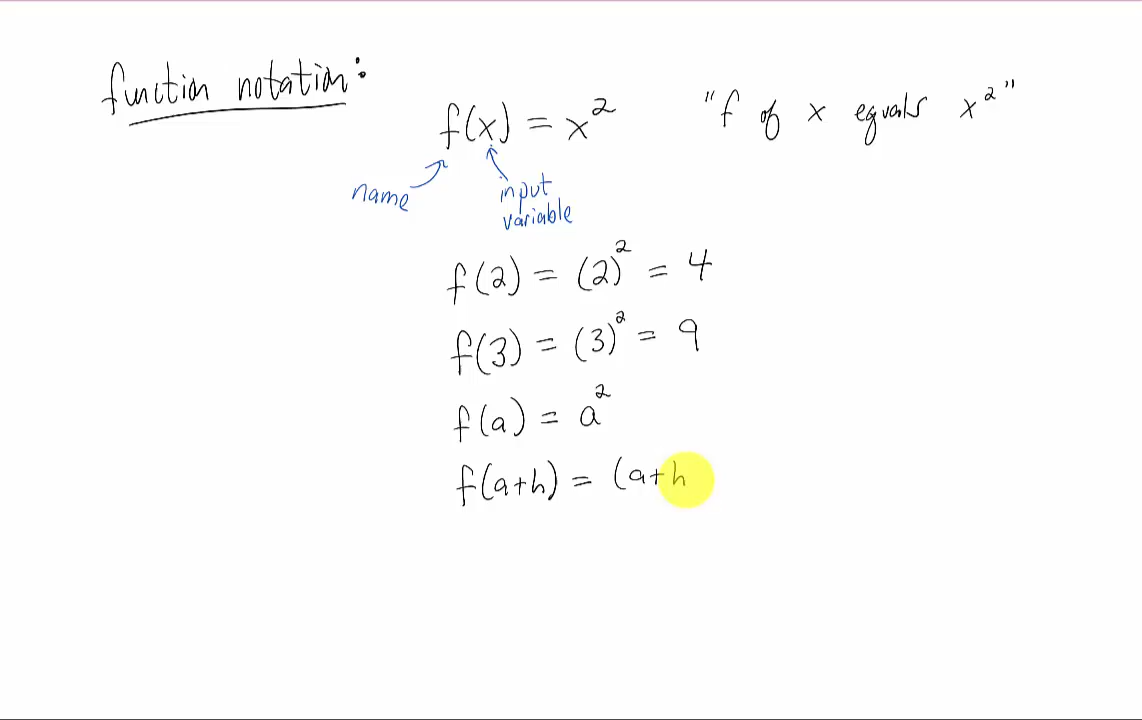 function notation:
f(x) = x² "f of x equals x²"
name
input
variable
f(2) = (2)² = 4
f(3) = (3)² = 9
f(a) = a²
f(a+h) = (a+h